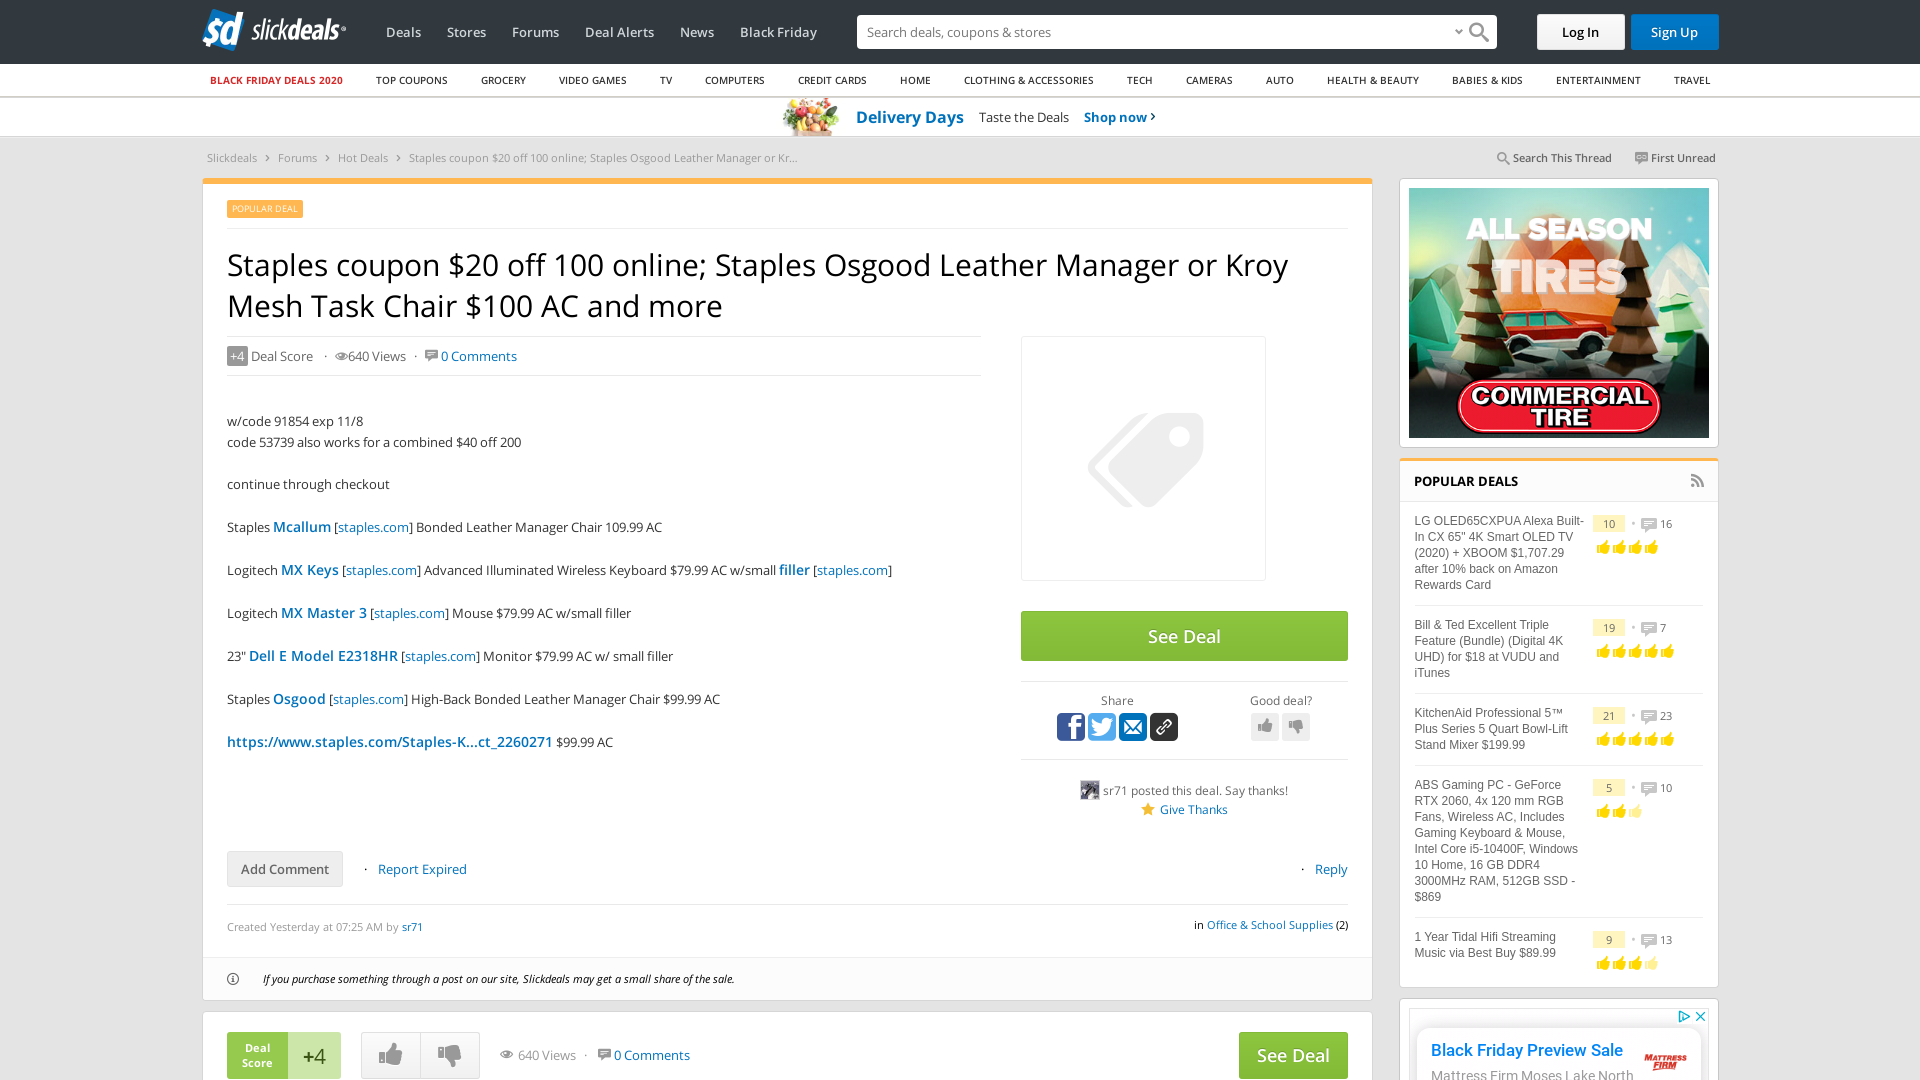 sd slickdeals
Deals Stores Forums Deal Alerts News Black Friday Search deals, coupons & stores Log In Sign Up
BLACK FRIDAY DEALS 2020 TOP COUPONS GROCERY VIDEO GAMES TV COMPUTERS CREDIT CARDS HOME CLOTHING & ACCESSORIES TECH CAMERAS AUTO HEALTH & BEAUTY BABIES & KIDS ENTERTAINMENT TRAVEL
Delivery Days Taste the Deals Shop now
Slickdeals Forums Hot Deals Staples coupon $20 off 100 online; Staples Osgood Leather Manager or Kr... Search This Thread First Unread
POPULAR DEAL
Staples coupon $20 off 100 online; Staples Osgood Leather Manager or Kroy
Mesh Task Chair $100 AC and more
+4 Deal Score · 640 Views · 0 Comments
w/code 91854 exp 11/8
code 53739 also works for a combined $40 off 200
continue through checkout
Staples Mcallum [staples.com] Bonded Leather Manager Chair 109.99 AC
Logitech MX Keys [staples.com] Advanced Illuminated Wireless Keyboard $79.99 AC w/small filler [staples.com]
Logitech MX Master 3 [staples.com] Mouse $79.99 AC w/small filler
23" Dell E Model E2318HR [staples.com] Monitor $79.99 AC w/ small filler
Staples Osgood [staples.com] High-Back Bonded Leather Manager Chair $99.99 AC
https://www.staples.com/Staples-K...ct_2260271 $99.99 AC
See Deal
Share Good deal?
sr71 posted this deal. Say thanks!
Give Thanks
Add Comment · Report Expired · Reply
Created Yesterday at 07:25 AM by sr71 in Office & School Supplies (2)
If you purchase something through a post on our site, Slickdeals may get a small share of the sale.
Deal
Score
+4
640 Views · 0 Comments
See Deal
ALL SEASON
TIRES
COMMERCIAL
TIRE
POPULAR DEALS
LG OLED65CXPUA Alexa Built-
In CX 65" 4K Smart OLED TV
(2020) + XBOOM $1,707.29
after 10% back on Amazon
Rewards Card
10 • 16
Bill & Ted Excellent Triple
Feature (Bundle) (Digital 4K
UHD) for $18 at VUDU and
iTunes
19 • 7
KitchenAid Professional 5™
Plus Series 5 Quart Bowl-Lift
Stand Mixer $199.99
21 • 23
ABS Gaming PC - GeForce
RTX 2060, 4x 120 mm RGB
Fans, Wireless AC, Includes
Gaming Keyboard & Mouse,
Intel Core i5-10400F, Windows
10 Home, 16 GB DDR4
3000MHz RAM, 512GB SSD -
$869
5 • 10
1 Year Tidal Hifi Streaming
Music via Best Buy $89.99
9 • 13
Black Friday Preview Sale
MATTRESS
FIRM
Mattress Firm Moses Lake North